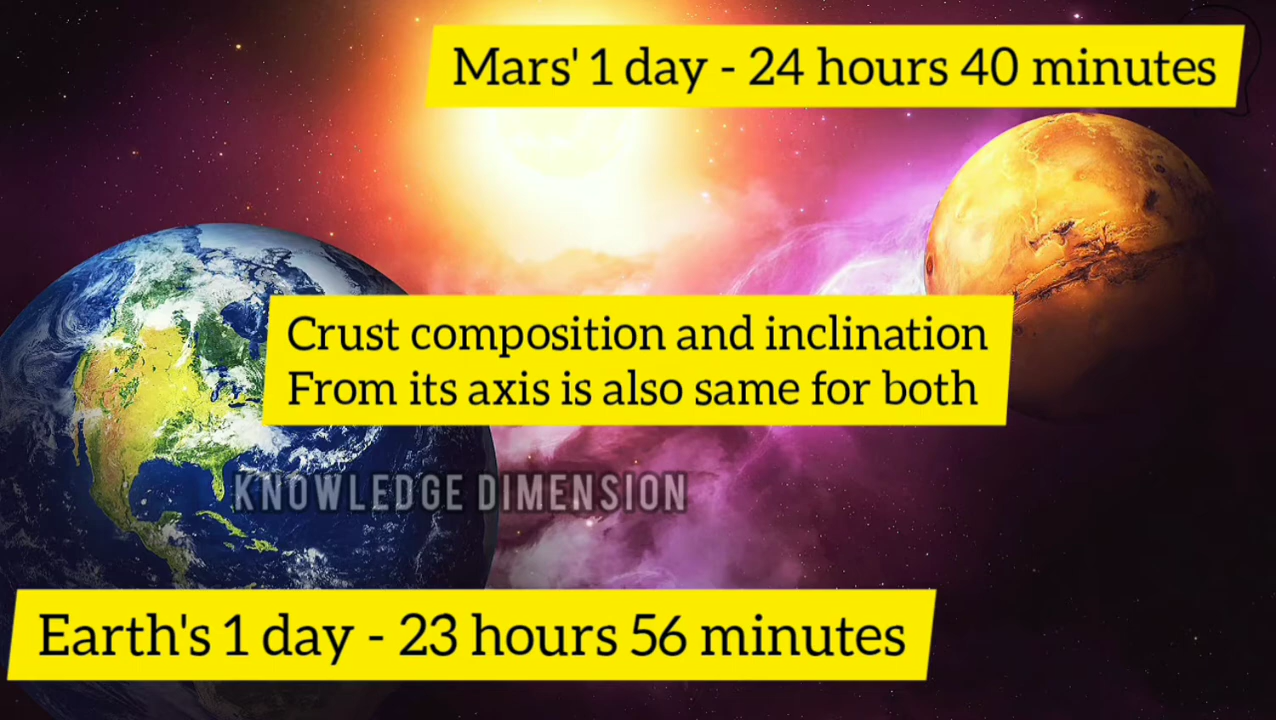 Mars' 1 day - 24 hours 40 minutes
Crust composition and inclination
From its axis is also same for both
KNOWLEDGE DIMENSION
Earth's 1 day - 23 hours 56 minutes